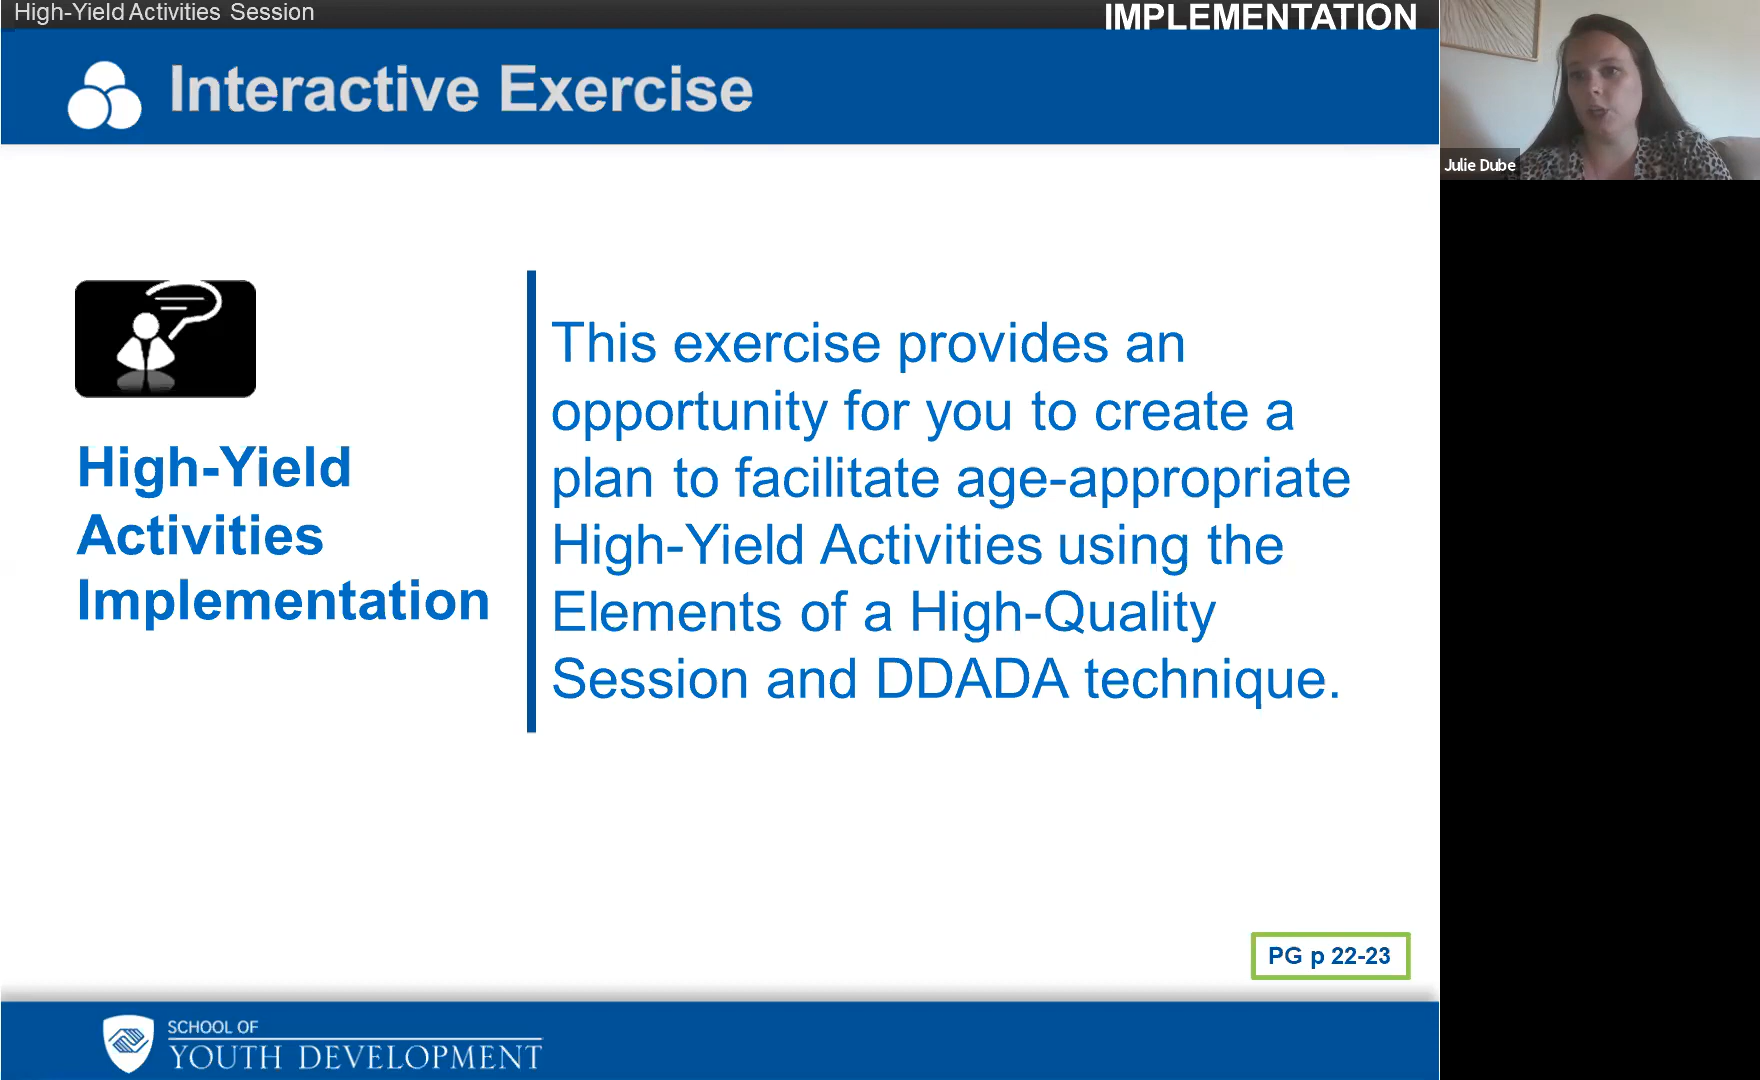 High-Yield Activities Session
IMPLEMENTATION
Interactive Exercise
Julie Dube
High-Yield
Activities
Implementation
This exercise provides an
opportunity for you to create a
plan to facilitate age-appropriate
High-Yield Activities using the
Elements of a High-Quality
Session and DDADA technique.
PG p 22-23
SCHOOL OF
YOUTH DEVELOPMENT